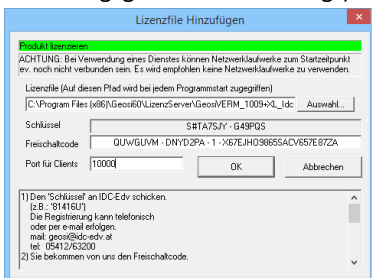 Lizenzfile Hinzufügen
Produkt lizenzieren
ACHTUNG: Bei Verwendung eines Dienstes können Netzwerklaufwerke zum Startzeitpunkt
ev. noch nicht verbunden sein. Es wird empfohlen keine Netzwerke zu verwenden.
Lizenzfile (Auf diesen Pfad wird bei jedem Programmstart zugegriffen)
C:\Program Files (x86)\Geosi60\LizenzServer\GeosiVERM_1009+XL_Idc Auswahl...
Schlüssel S#TA7SJY - G49PQS
Freischaltcode QUWGUVM - DNYD2PA - 1 - X67EJHO9865SACV657E87ZA
Port für Clients 10000 OK Abbrechen
1) Den 'Schlüssel' an IDC-Edv schicken.
(z.B.: '81416U')
Die Registrierung kann telefonisch
oder per e-mail erfolgen.
mail: geosi@idc-edv.at
tel: 05412/63200
2) Sie bekommen von uns den Freischaltcode.